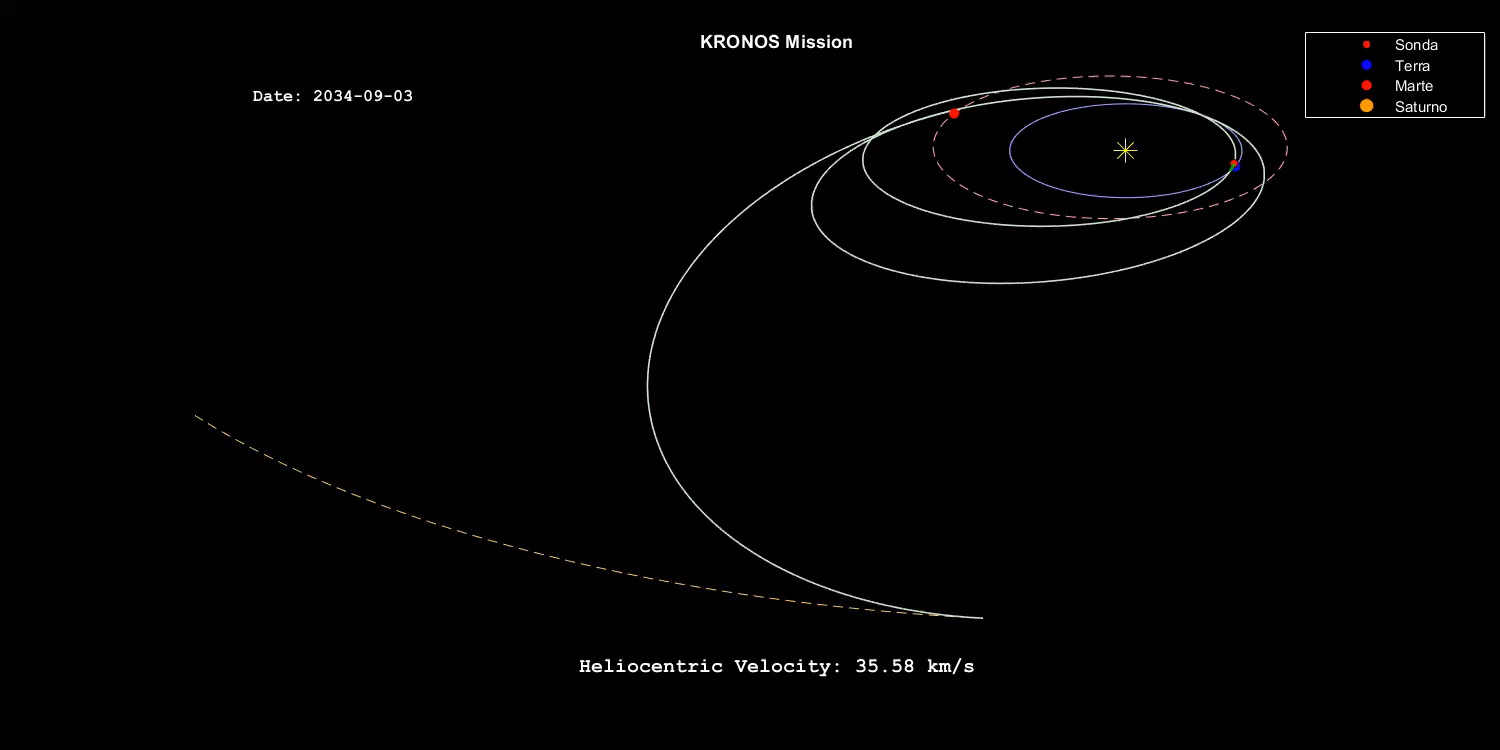 KRONOS Mission
Date: 2034-09-03
Sonda
Terra
Marte
Saturno
Heliocentric Velocity: 35.58 km/s